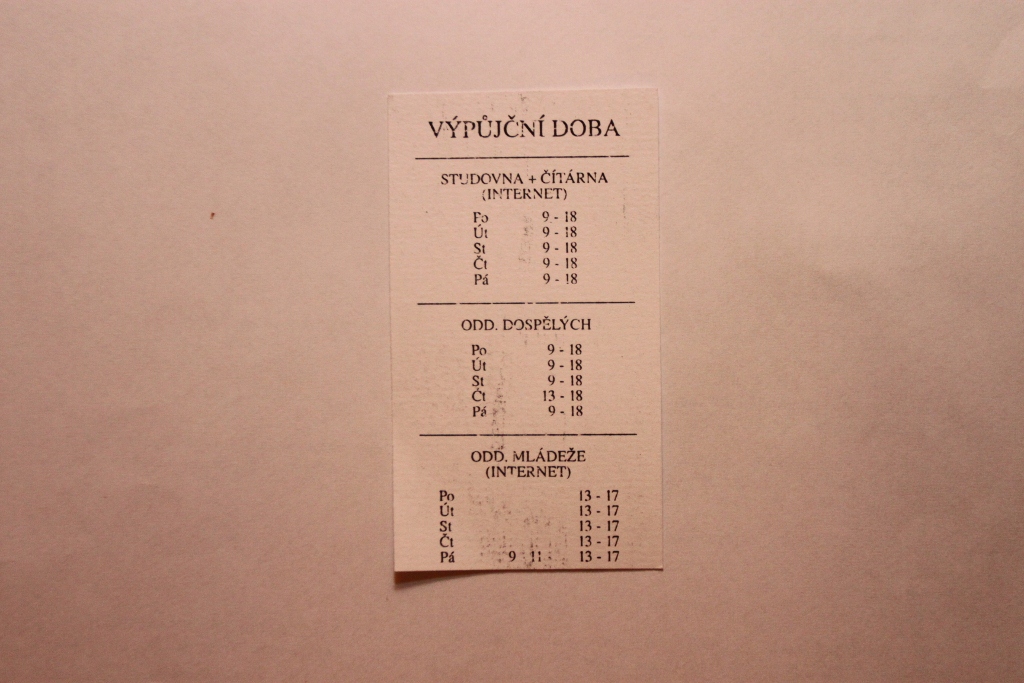 VÝPŮJČNÍ DOBA
STUDOVNA + ČÍTÁRNA
(INTERNET)
Po 9 - 18
Út 9 - 18
St 9 - 18
Čt 9 - 18
Pá 9 - 18
ODD. DOSPĚLÝCH
Po 9 - 18
Út 9 - 18
St 9 - 18
Čt 13 - 18
Pá 9 - 18
ODD. MLÁDEŽE
(INTERNET)
Po 13 - 17
Út 13 - 17
St 13 - 17
Čt 13 - 17
Pá 9 - 11 13 - 17